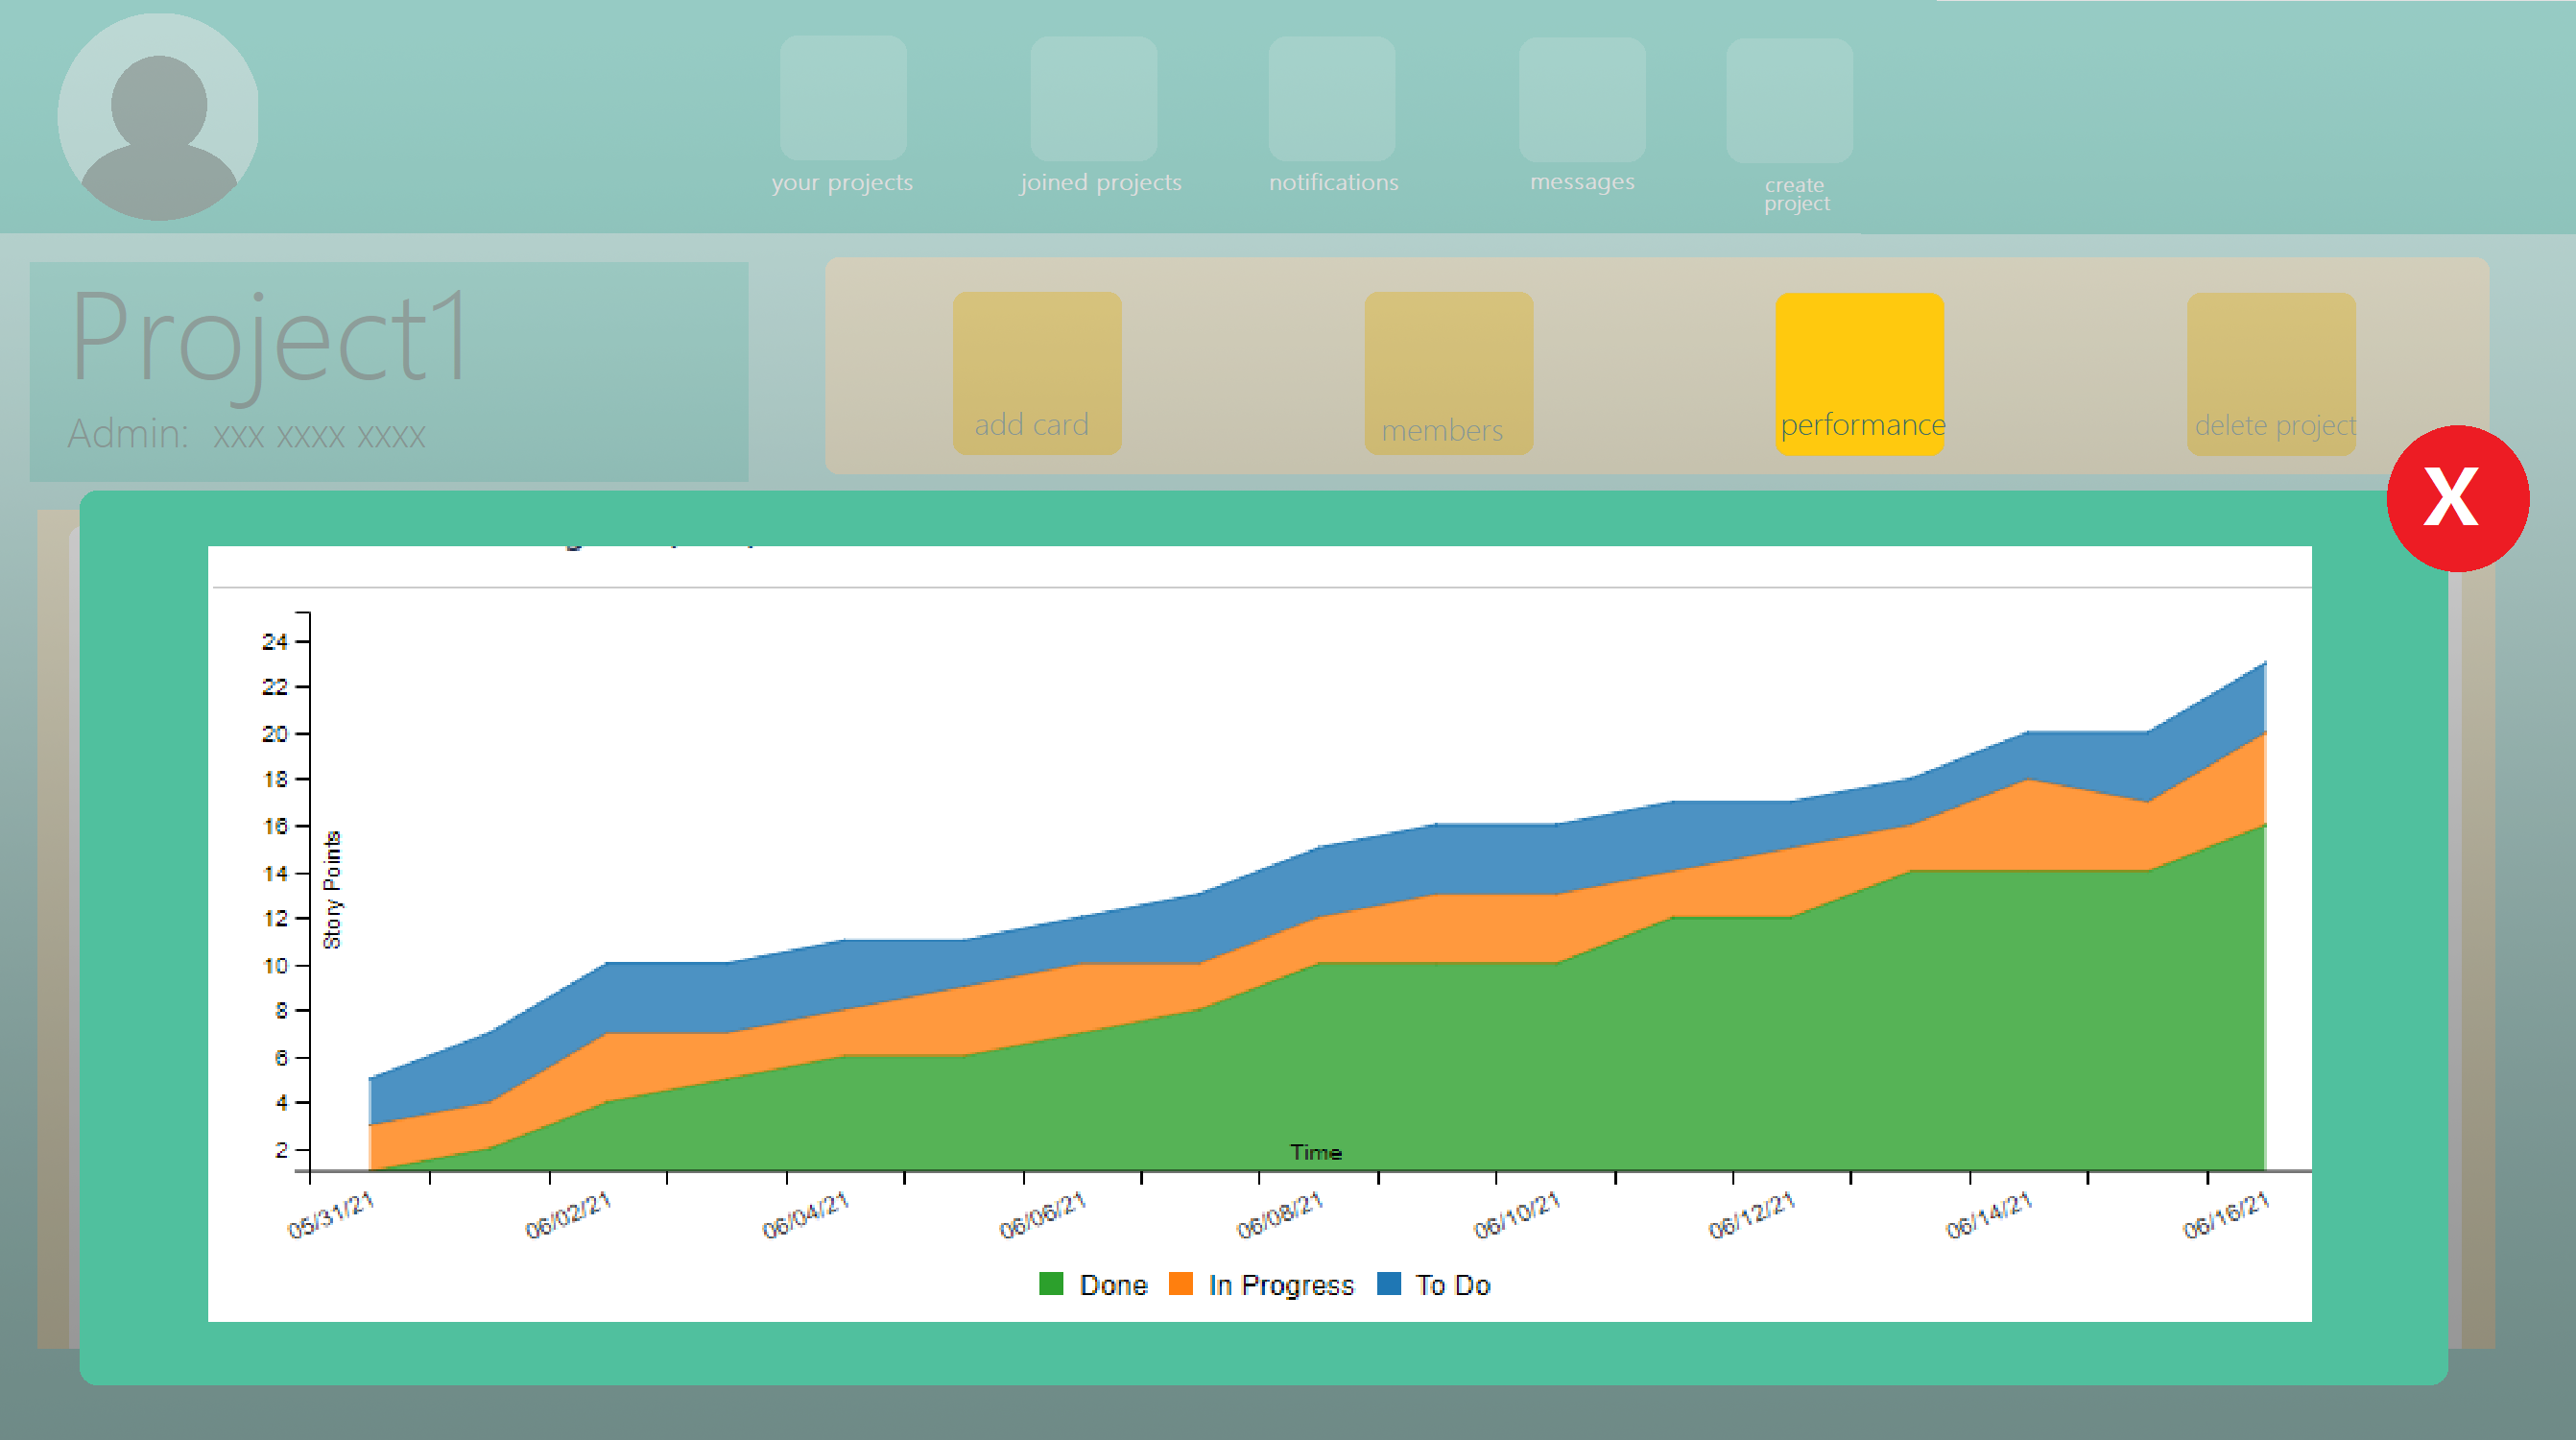 your projects
joined projects
notifications
messages
create
project
Project1
Admin: xxx xxxx xxxx
add card
members
performance
delete project
X
24
22
20
18
16
14
12
10
8
6
4
2
Story Points
Time
05/31/21
06/02/21
06/04/21
06/06/21
06/08/21
06/10/21
06/12/21
06/14/21
06/16/21
Done
In Progress
To Do